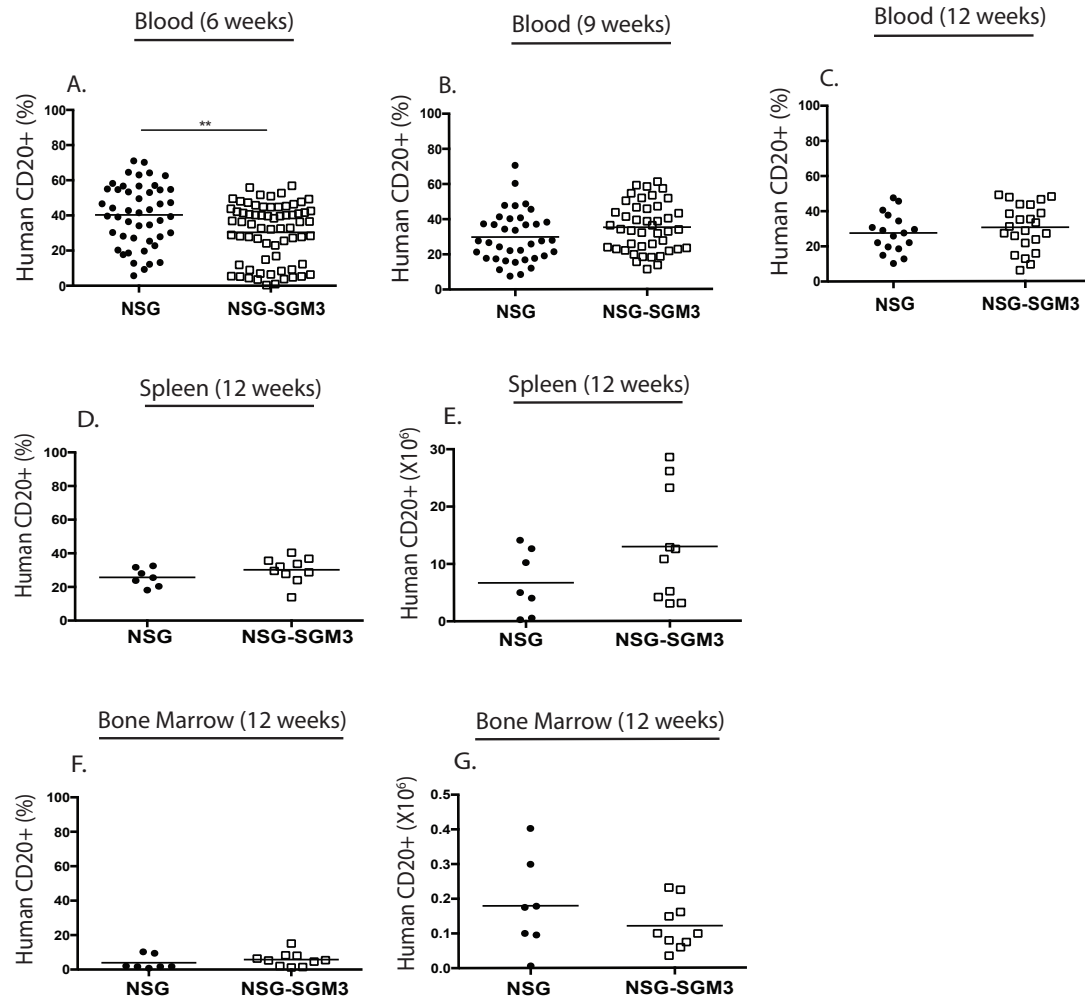 Blood (6 weeks)
Blood (9 weeks)
Blood (12 weeks)
A.
Human CD20+ (%)
100
80
60
40
20
0
**
NSG
NSG-SGM3
B.
Human CD20+ (%)
100
80
60
40
20
0
NSG
NSG-SGM3
C.
Human CD20+ (%)
100
80
60
40
20
0
NSG
NSG-SGM3
Spleen (12 weeks)
D.
Human CD20+ (%)
100
80
60
40
20
0
NSG
NSG-SGM3
Spleen (12 weeks)
E.
Human CD20+ (X10⁶)
30
20
10
0
NSG
NSG-SGM3
Bone Marrow (12 weeks)
F.
Human CD20+ (%)
100
80
60
40
20
0
NSG
NSG-SGM3
Bone Marrow (12 weeks)
G.
Human CD20+ (X10⁶)
0.5
0.4
0.3
0.2
0.1
0.0
NSG
NSG-SGM3